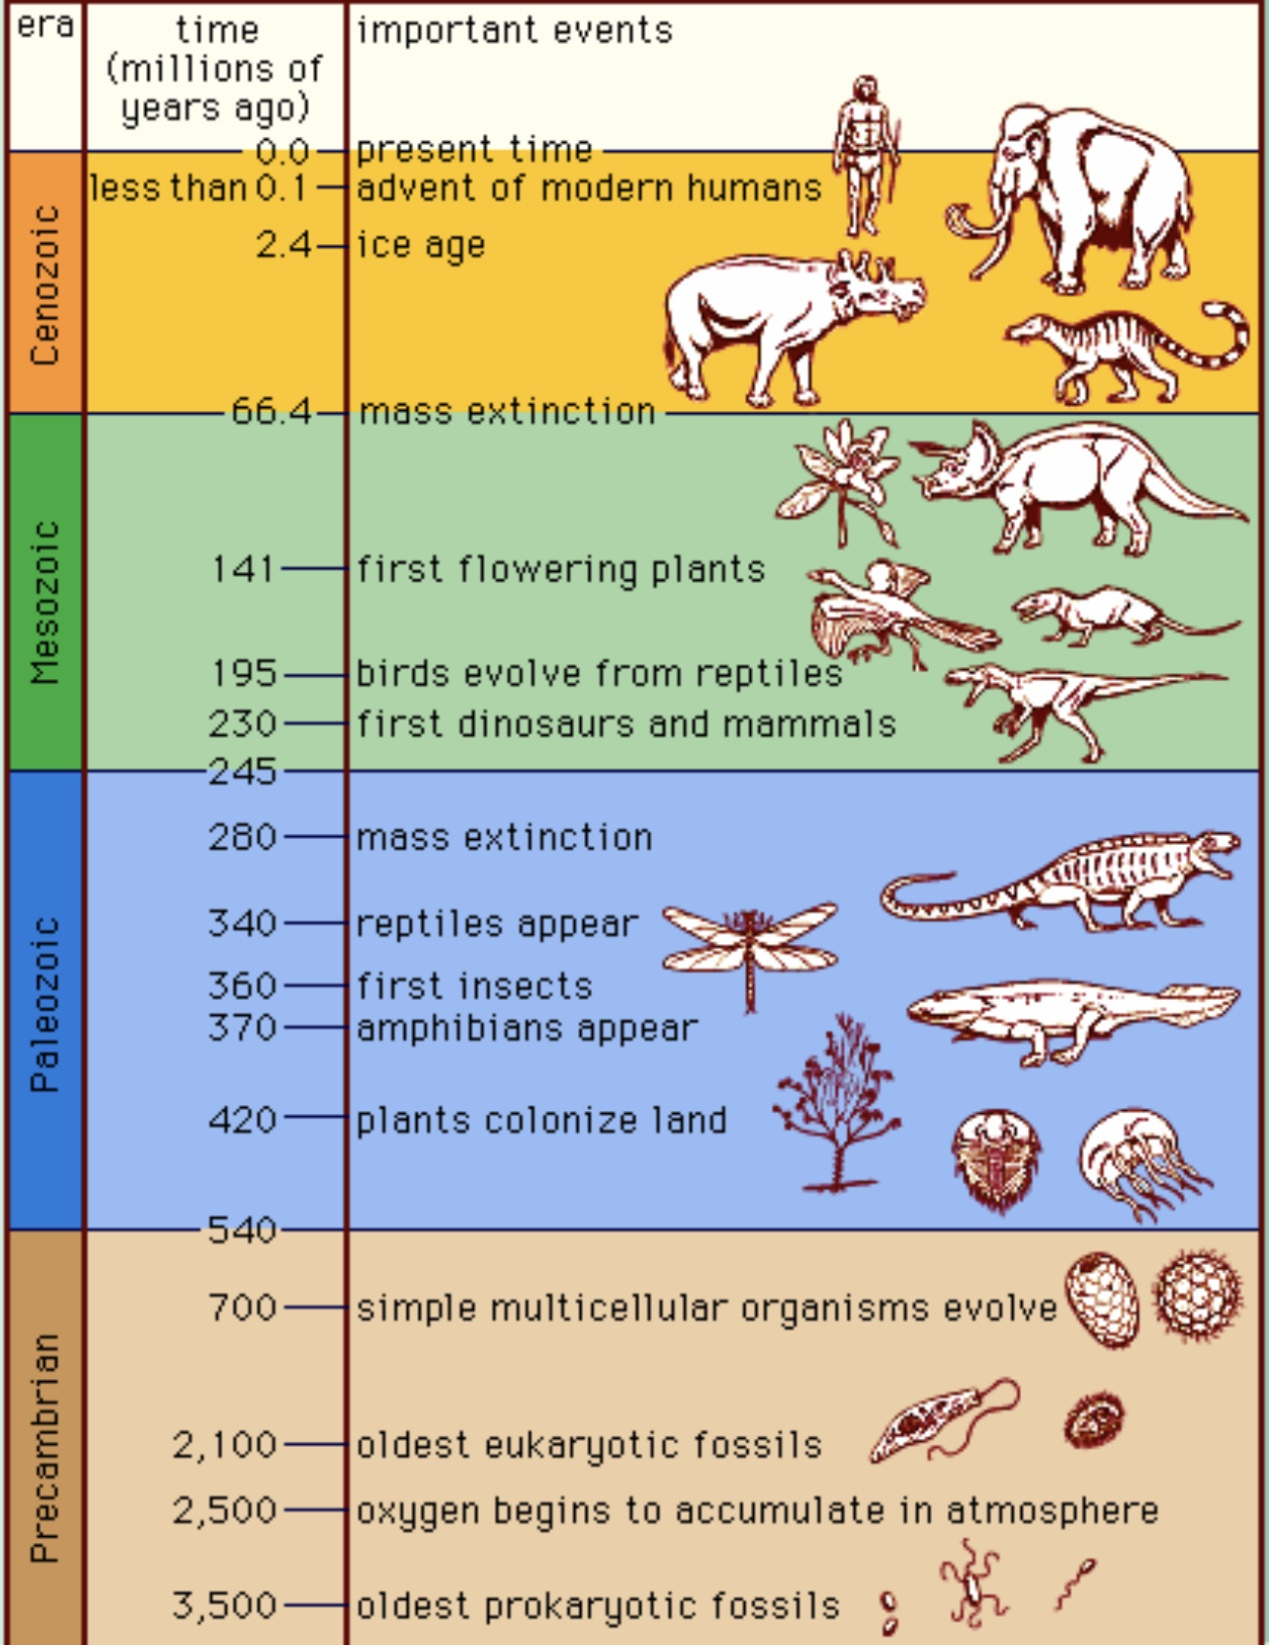 era
time
(millions of
years ago)
important events
0.0 present time
Cenozoic
less than 0.1 advent of modern humans
2.4 ice age
66.4 mass extinction
Mesozoic
141 first flowering plants
195 birds evolve from reptiles
230 first dinosaurs and mammals
245
Paleozoic
280 mass extinction
340 reptiles appear
360 first insects
370 amphibians appear
420 plants colonize land
540
Precambrian
700 simple multicellular organisms evolve
2,100 oldest eukaryotic fossils
2,500 oxygen begins to accumulate in atmosphere
3,500 oldest prokaryotic fossils